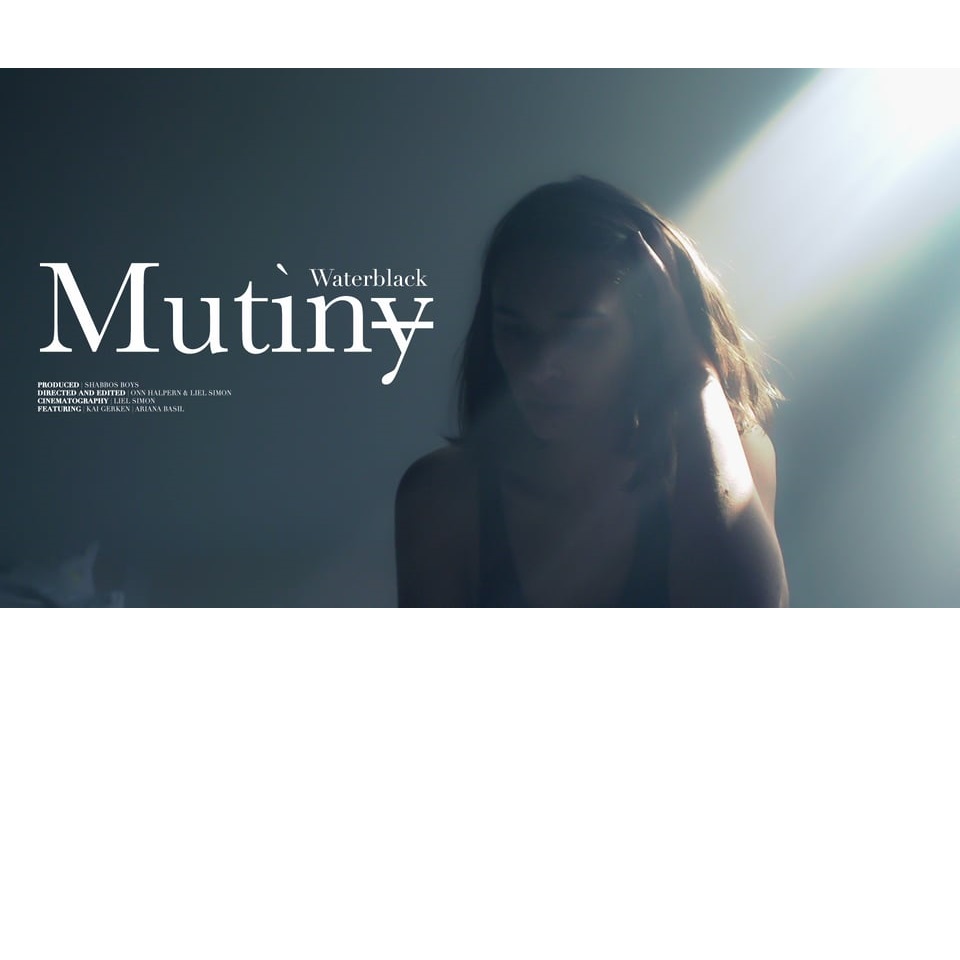 Waterblack
Mutìny
PRODUCED | SHABBOS BOYS
DIRECTED AND EDITED | ONN HALPERN & LIEL SIMON
CINEMATOGRAPHY | LIEL SIMON
FEATURING | KAI GERKEN | ARIANA BASIL